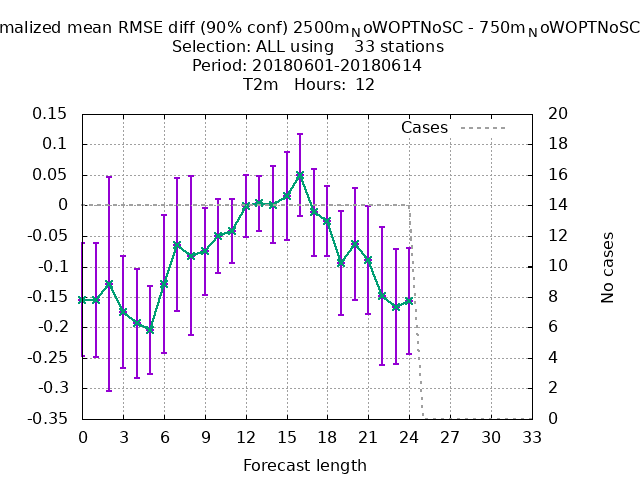 malized mean RMSE diff (90% conf) 2500mNoWOPTNoSC - 750mNoWOPTNoSC
Selection: ALL using 33 stations
Period: 20180601-20180614
T2m Hours: 12
Cases
0.15
0.1
0.05
0
-0.05
-0.1
-0.15
-0.2
-0.25
-0.3
-0.35
20
18
16
14
12
10
8
6
4
2
0
No cases
0 3 6 9 12 15 18 21 24 27 30 33
Forecast length